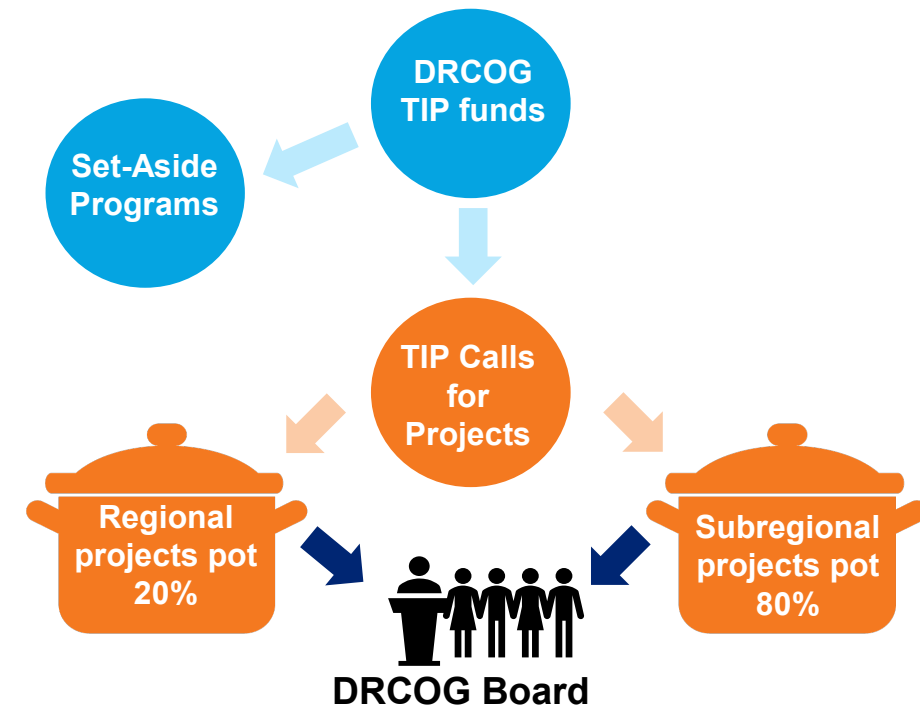 DRCOG
TIP funds
Set-Aside
Programs
TIP Calls
for
Projects
Regional
projects pot
20%
Subregional
projects pot
80%
DRCOG Board